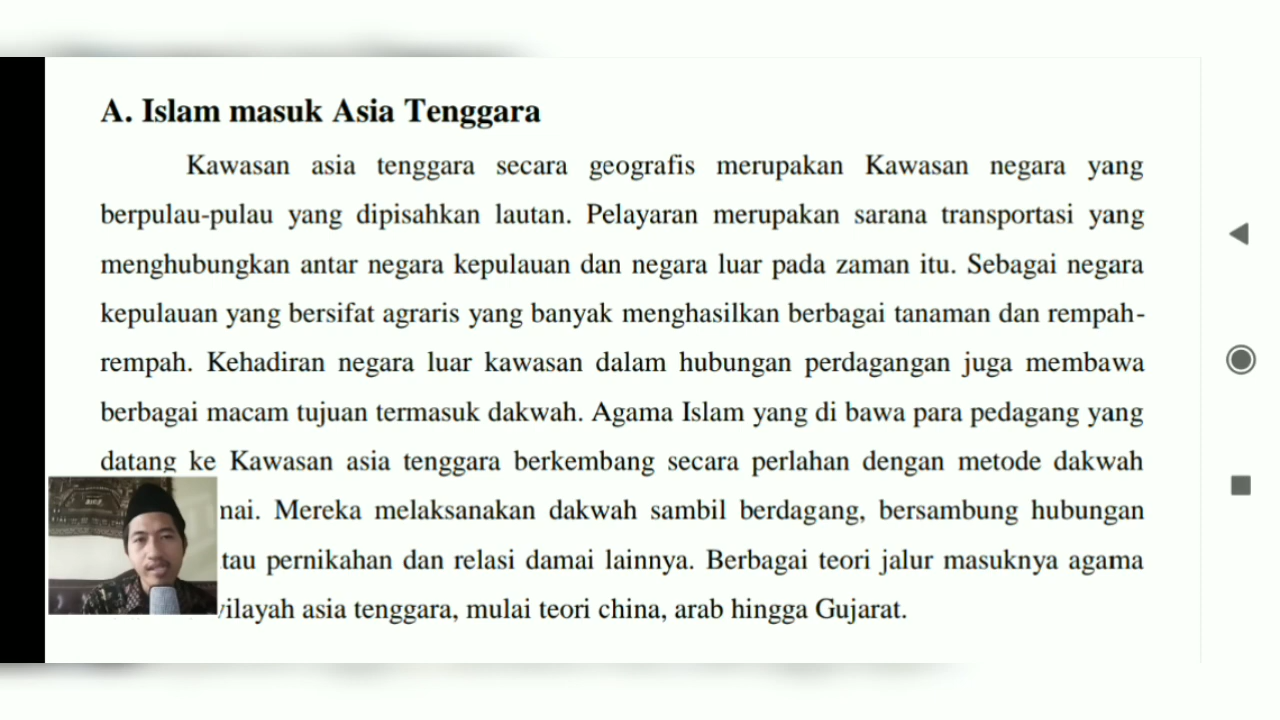 A. Islam masuk Asia Tenggara
Kawasan asia tenggara secara geografis merupakan Kawasan negara yang
berpulau-pulau yang dipisahkan lautan. Pelayaran merupakan sarana transportasi yang
menghubungkan antar negara kepulauan dan negara luar pada zaman itu. Sebagai negara
kepulauan yang bersifat agraris yang banyak menghasilkan berbagai tanaman dan rempah-
rempah. Kehadiran negara luar kawasan dalam hubungan perdagangan juga membawa
berbagai macam tujuan termasuk dakwah. Agama Islam yang di bawa para pedagang yang
datang ke Kawasan asia tenggara berkembang secara perlahan dengan metode dakwah
nai. Mereka melaksanakan dakwah sambil berdagang, bersambung hubungan
tau pernikahan dan relasi damai lainnya. Berbagai teori jalur masuknya agama
ilayah asia tenggara, mulai teori china, arab hingga Gujarat.